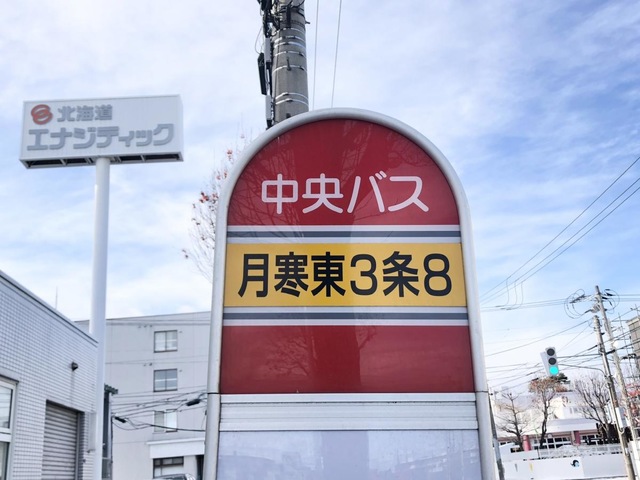 北海道
エナジティック
中央バス
月寒東3条8